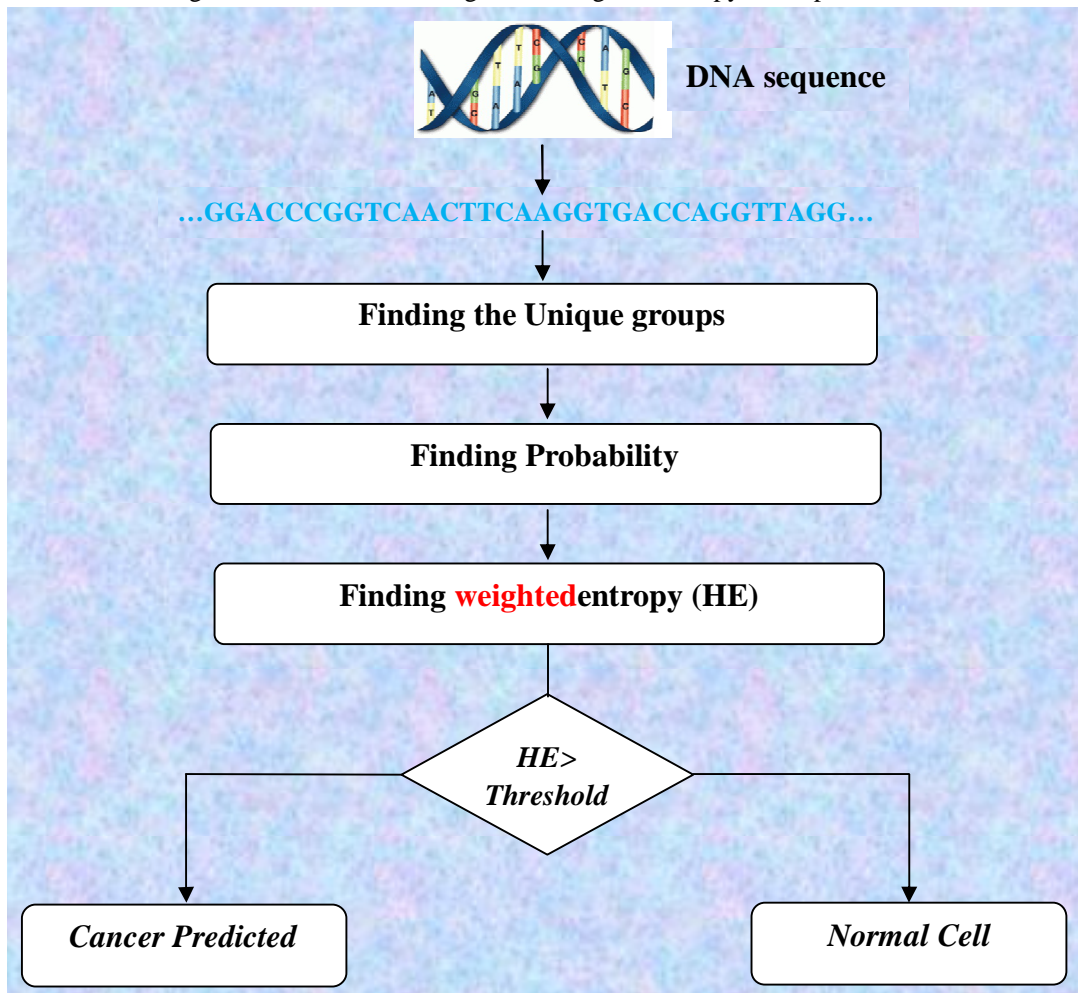 DNA sequence
…GGACCCGGTCAACTTCAAGGTGACCAGGTTAGG…
Finding the Unique groups
Finding Probability
Finding weightedentropy (HE)
HE>
Threshold
Cancer Predicted
Normal Cell